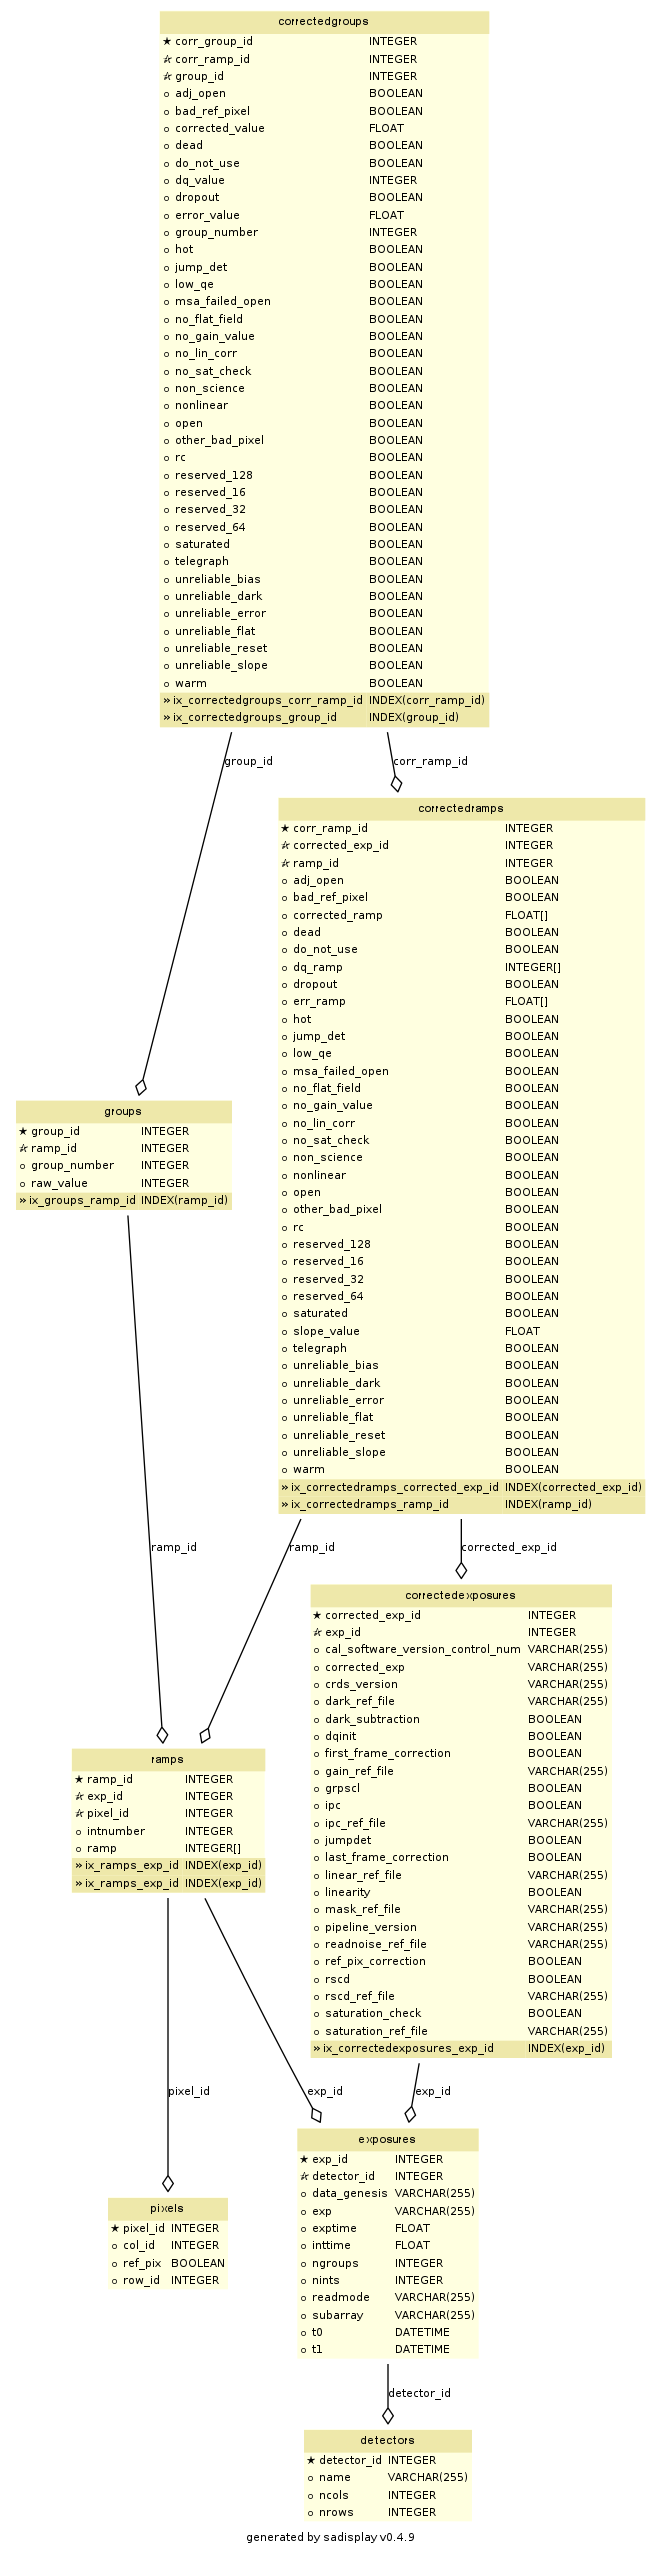 correctedgroups
★ corr_group_id INTEGER
☆ corr_ramp_id INTEGER
☆ group_id INTEGER
○ adj_open BOOLEAN
○ bad_ref_pixel BOOLEAN
○ corrected_value FLOAT
○ dead BOOLEAN
○ do_not_use BOOLEAN
○ dq_value INTEGER
○ dropout BOOLEAN
○ error_value FLOAT
○ group_number INTEGER
○ hot BOOLEAN
○ jump_det BOOLEAN
○ low_qe BOOLEAN
○ msa_failed_open BOOLEAN
○ no_flat_field BOOLEAN
○ no_gain_value BOOLEAN
○ no_lin_corr BOOLEAN
○ no_sat_check BOOLEAN
○ non_science BOOLEAN
○ nonlinear BOOLEAN
○ open BOOLEAN
○ other_bad_pixel BOOLEAN
○ rc BOOLEAN
○ reserved_128 BOOLEAN
○ reserved_16 BOOLEAN
○ reserved_32 BOOLEAN
○ reserved_64 BOOLEAN
○ saturated BOOLEAN
○ telegraph BOOLEAN
○ unreliable_bias BOOLEAN
○ unreliable_dark BOOLEAN
○ unreliable_error BOOLEAN
○ unreliable_flat BOOLEAN
○ unreliable_reset BOOLEAN
○ unreliable_slope BOOLEAN
○ warm BOOLEAN
» ix_correctedgroups_corr_ramp_id INDEX(corr_ramp_id)
» ix_correctedgroups_group_id INDEX(group_id)
group_id
corr_ramp_id
correctedramps
★ corr_ramp_id INTEGER
☆ corrected_exp_id INTEGER
☆ ramp_id INTEGER
○ adj_open BOOLEAN
○ bad_ref_pixel BOOLEAN
○ corrected_ramp FLOAT[]
○ dead BOOLEAN
○ do_not_use BOOLEAN
○ dq_ramp INTEGER[]
○ dropout BOOLEAN
○ err_ramp FLOAT[]
○ hot BOOLEAN
○ jump_det BOOLEAN
○ low_qe BOOLEAN
○ msa_failed_open BOOLEAN
○ no_flat_field BOOLEAN
○ no_gain_value BOOLEAN
○ no_lin_corr BOOLEAN
○ no_sat_check BOOLEAN
○ non_science BOOLEAN
○ nonlinear BOOLEAN
○ open BOOLEAN
○ other_bad_pixel BOOLEAN
○ rc BOOLEAN
○ reserved_128 BOOLEAN
○ reserved_16 BOOLEAN
○ reserved_32 BOOLEAN
○ reserved_64 BOOLEAN
○ saturated BOOLEAN
○ slope_value FLOAT
○ telegraph BOOLEAN
○ unreliable_bias BOOLEAN
○ unreliable_dark BOOLEAN
○ unreliable_error BOOLEAN
○ unreliable_flat BOOLEAN
○ unreliable_reset BOOLEAN
○ unreliable_slope BOOLEAN
○ warm BOOLEAN
» ix_correctedramps_corrected_exp_id INDEX(corrected_exp_id)
» ix_correctedramps_ramp_id INDEX(ramp_id)
groups
★ group_id INTEGER
☆ ramp_id INTEGER
○ group_number INTEGER
○ raw_value INTEGER
» ix_groups_ramp_id INDEX(ramp_id)
ramp_id
ramp_id
corrected_exp_id
correctedexposures
★ corrected_exp_id INTEGER
☆ exp_id INTEGER
○ cal_software_version_control_num VARCHAR(255)
○ corrected_exp VARCHAR(255)
○ crds_version VARCHAR(255)
○ dark_ref_file VARCHAR(255)
○ dark_subtraction BOOLEAN
○ dqinit BOOLEAN
○ first_frame_correction BOOLEAN
○ gain_ref_file VARCHAR(255)
○ grpscl BOOLEAN
○ ipc BOOLEAN
○ ipc_ref_file VARCHAR(255)
○ jumpdet BOOLEAN
○ last_frame_correction BOOLEAN
○ linear_ref_file VARCHAR(255)
○ linearity BOOLEAN
○ mask_ref_file VARCHAR(255)
○ pipeline_version VARCHAR(255)
○ readnoise_ref_file VARCHAR(255)
○ ref_pix_correction BOOLEAN
○ rscd BOOLEAN
○ rscd_ref_file VARCHAR(255)
○ saturation_check BOOLEAN
○ saturation_ref_file VARCHAR(255)
» ix_correctedexposures_exp_id INDEX(exp_id)
ramps
★ ramp_id INTEGER
☆ exp_id INTEGER
☆ pixel_id INTEGER
○ intnumber INTEGER
○ ramp INTEGER[]
» ix_ramps_exp_id INDEX(exp_id)
» ix_ramps_exp_id INDEX(exp_id)
pixel_id
exp_id
exp_id
exposures
★ exp_id INTEGER
☆ detector_id INTEGER
○ data_genesis VARCHAR(255)
○ exp VARCHAR(255)
○ exptime FLOAT
○ inttime FLOAT
○ ngroups INTEGER
○ nints INTEGER
○ readmode VARCHAR(255)
○ subarray VARCHAR(255)
○ t0 DATETIME
○ t1 DATETIME
pixels
★ pixel_id INTEGER
○ col_id INTEGER
○ ref_pix BOOLEAN
○ row_id INTEGER
detector_id
detectors
★ detector_id INTEGER
○ name VARCHAR(255)
○ ncols INTEGER
○ nrows INTEGER
generated by sadisplay v0.4.9